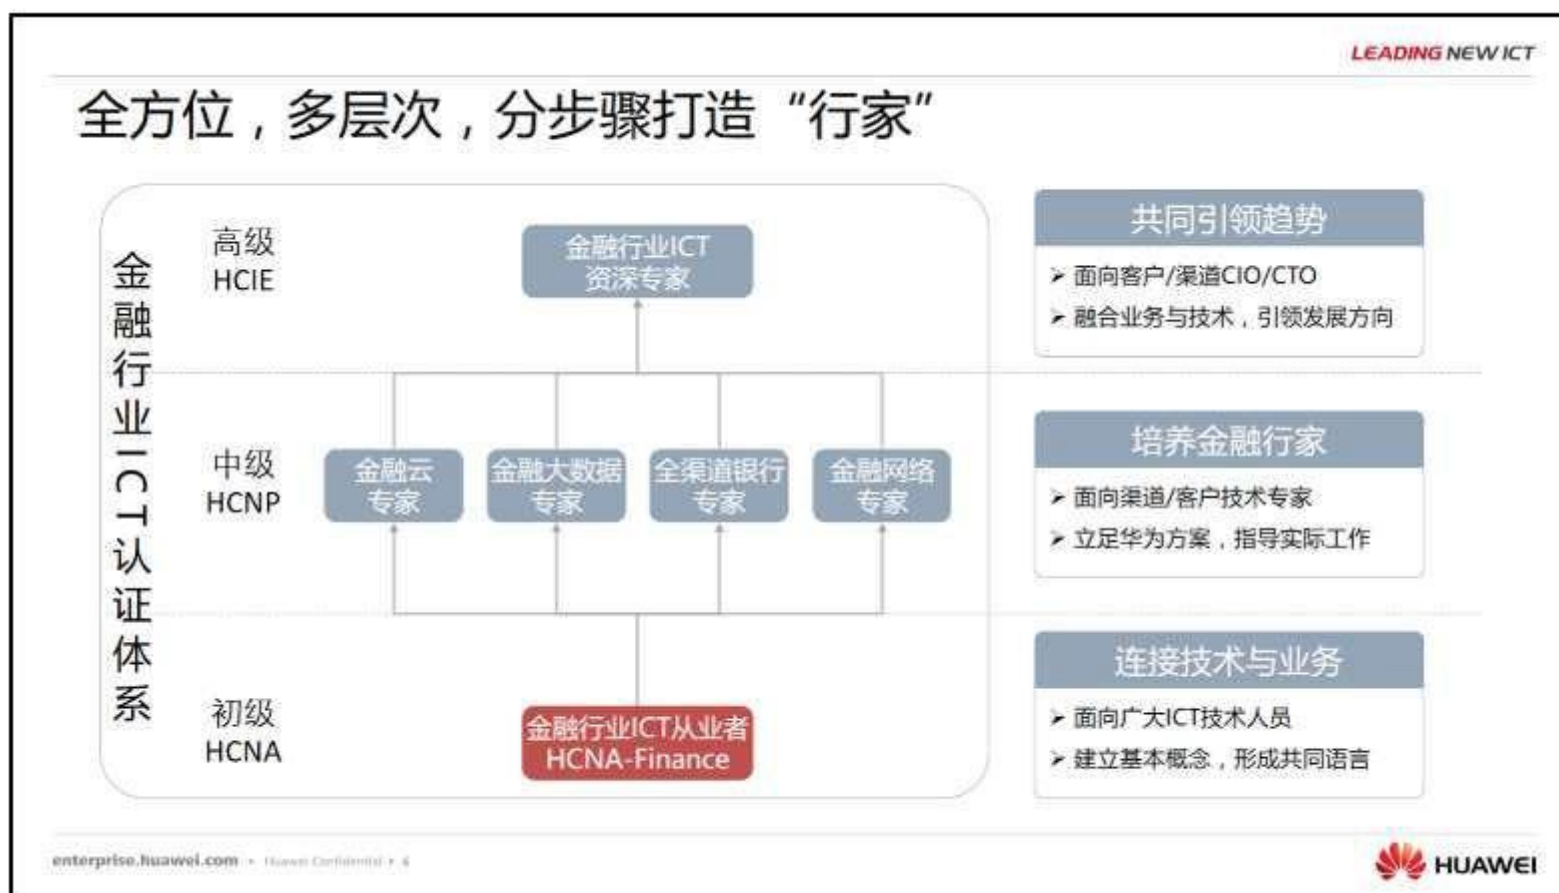 LEADING NEW ICT
全方位，多层次，分步骤打造“行家”
金融行业ICT认证体系
高级
HCIE
金融行业ICT
资深专家
共同引领趋势
➢ 面向客户/渠道CIO/CTO
➢ 融合业务与技术，引领发展方向
中级
HCNP
金融云
专家
金融大数据
专家
全渠道银行
专家
金融网络
专家
培养金融行家
➢ 面向渠道/客户技术专家
➢ 立足华为方案，指导实际工作
初级
HCNA
金融行业ICT从业者
HCNA-Finance
连接技术与业务
➢ 面向广大ICT技术人员
➢ 建立基本概念，形成共同语言
enterprise.huawei.com • Huawei Confidential • 6
HUAWEI